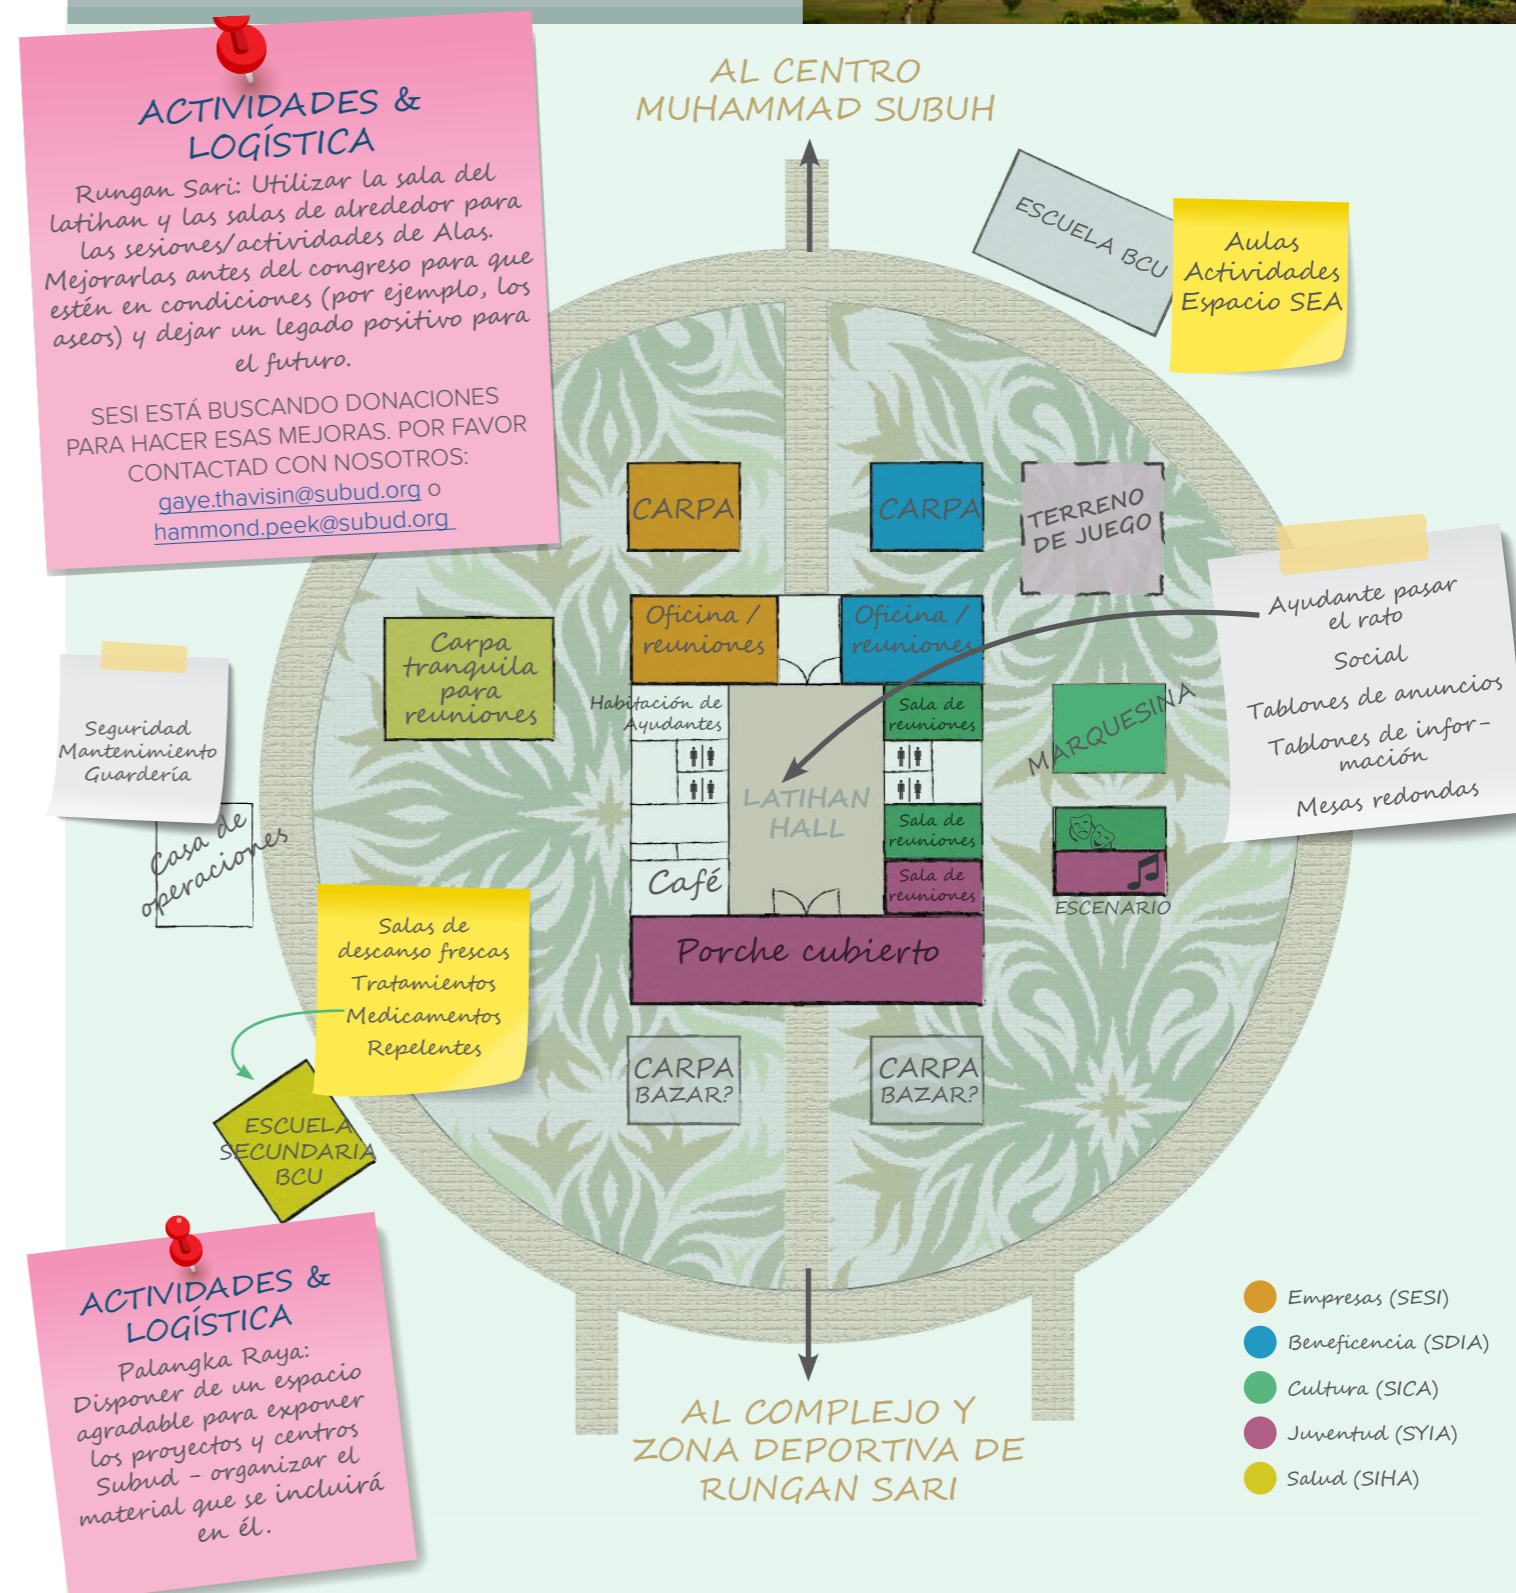 ACTIVIDADES &
LOGÍSTICA
Rungan Sari: Utilizar la sala del
latihan y las salas de alrededor para
las sesiones/actividades de Alas.
Mejorarlas antes del congreso para que
estén en condiciones (por ejemplo, los
aseos) y dejar un legado positivo para
el futuro.
SESI ESTÁ BUSCANDO DONACIONES
PARA HACER ESAS MEJORAS. POR FAVOR
CONTACTAD CON NOSOTROS:
gaye.thavisin@subud.org o
hammond.peek@subud.org
AL CENTRO
MUHAMMAD SUBUH
ESCUELA BCU
Aulas
Actividades
Espacio SEA
CARPA
CARPA
TERRENO
DE JUEGO
Ayudante pasar
el rato
Social
Tablones de anuncios
Tablones de infor-
mación
Mesas redondas
Oficina /
reuniones
Oficina /
reuniones
Carpa
tranquila
para
reuniones
Habitación de
Ayudantes
Sala de
reuniones
MARQUESINA
Seguridad
Mantenimiento
Guardería
Casa de
operaciones
LATIHAN
HALL
Sala de
reuniones
Café
Sala de
reuniones
ESCENARIO
Porche cubierto
Salas de
descanso frescas
Tratamientos
Medicamentos
Repelentes
CARPA
BAZAR?
CARPA
BAZAR?
ESCUELA
SECUNDARIA
BCU
ACTIVIDADES &
LOGÍSTICA
Palangka Raya:
Disponer de un espacio
agradable para exponer
los proyectos y centros
Subud - organizar el
material que se incluirá
en él.
AL COMPLEJO Y
ZONA DEPORTIVA DE
RUNGAN SARI
Empresas (SESI)
Beneficencia (SDIA)
Cultura (SICA)
Juventud (SYIA)
Salud (SIHA)